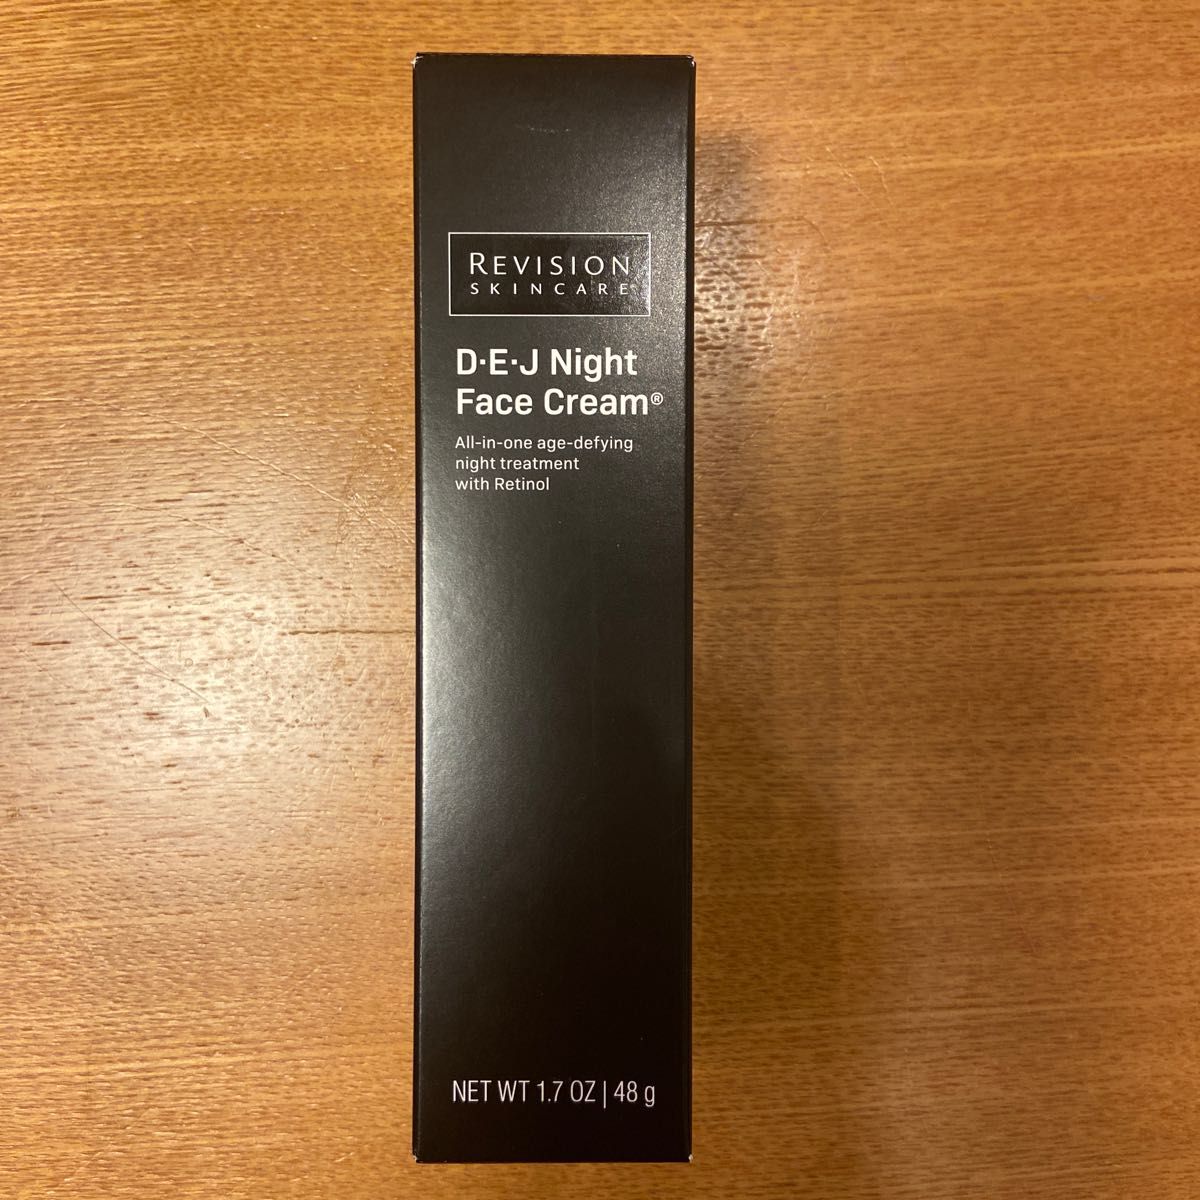 REVISION
SKINCARE®
D·E·J Night
Face Cream®
All-in-one age-defying
night treatment
with Retinol
NET WT 1.7 OZ | 48 g